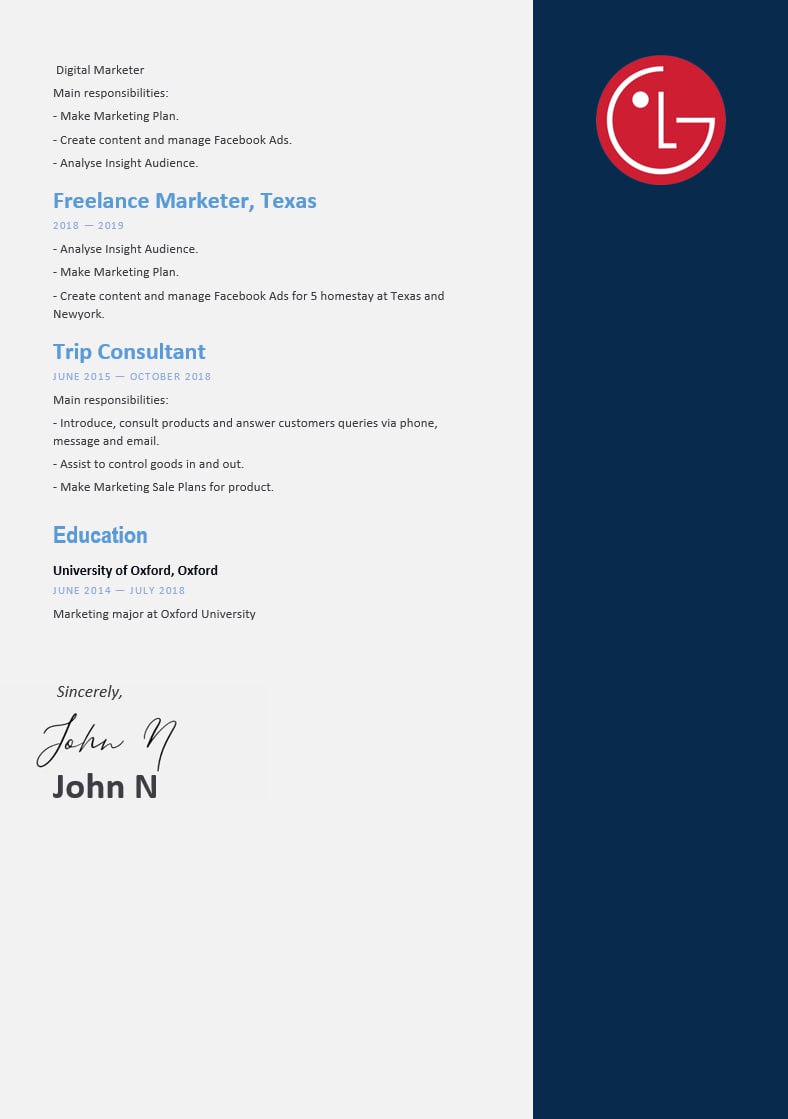 Digital Marketer
Main responsibilities:
- Make Marketing Plan.
- Create content and manage Facebook Ads.
- Analyse Insight Audience.
Freelance Marketer, Texas
2018 — 2019
- Analyse Insight Audience.
- Make Marketing Plan.
- Create content and manage Facebook Ads for 5 homestay at Texas and
Newyork.
Trip Consultant
JUNE 2015 — OCTOBER 2018
Main responsibilities:
- Introduce, consult products and answer customers queries via phone,
message and email.
- Assist to control goods in and out.
- Make Marketing Sale Plans for product.
Education
University of Oxford, Oxford
JUNE 2014 — JULY 2018
Marketing major at Oxford University
Sincerely,
John N
John N
LG